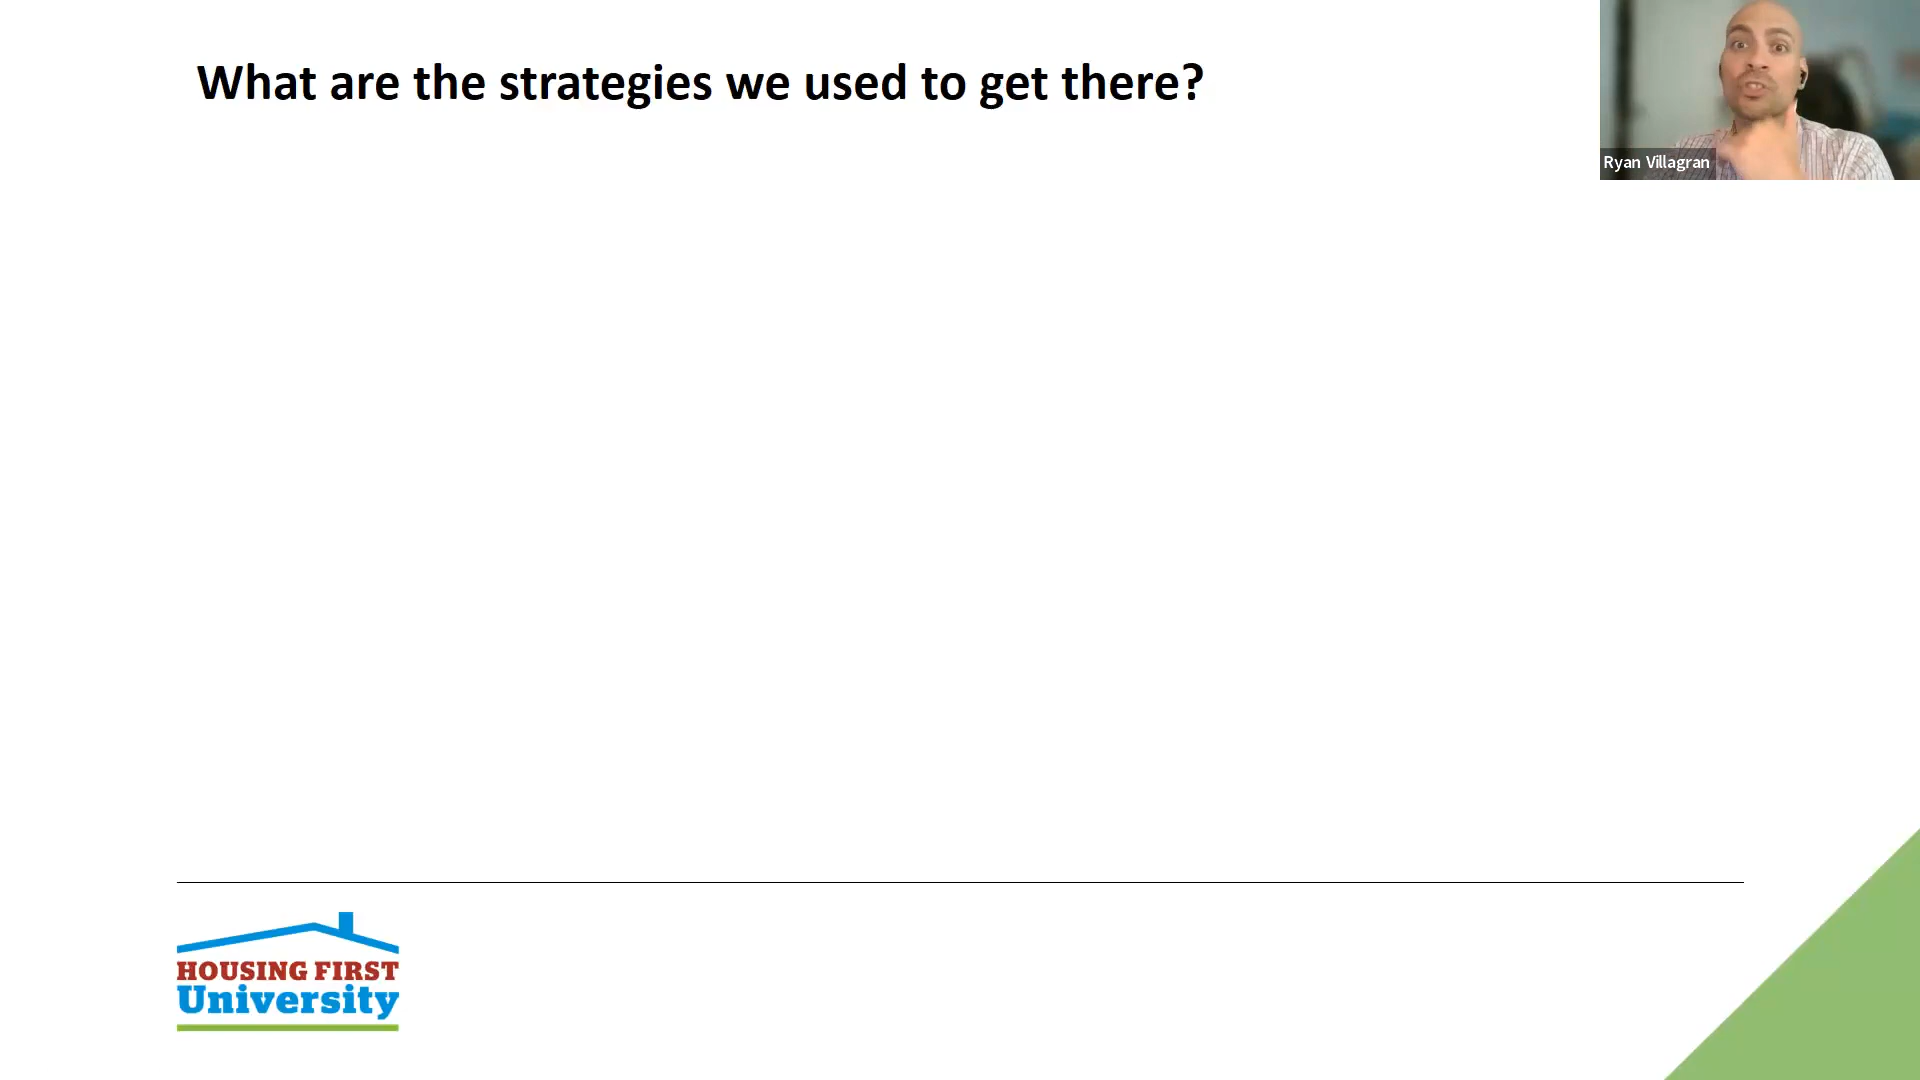 What are the strategies we used to get there?
Ryan Villagran
HOUSING FIRST
University